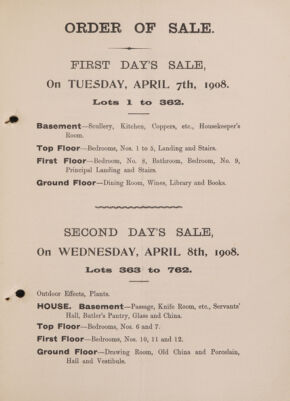 ORDER OF SALE.
FIRST DAY'S SALE,
On TUESDAY, APRIL 7th, 1908.
Lots 1 to 362.
Basement—Scullery, Kitchen, Coppers, etc., Housekeeper's
Room.
Top Floor—Bedrooms, Nos. 1 to 5, Landing and Stairs.
First Floor—Bedroom, No. 8, Bathroom, Bedroom, No. 9,
Principal Landing and Stairs.
Ground Floor—Dining Room, Wines, Library and Books.
SECOND DAY'S SALE,
On WEDNESDAY, APRIL 8th, 1908.
Lots 363 to 762.
Outdoor Effects, Plants.
HOUSE. Basement—Passage, Knife Room, etc., Servants'
Hall, Butler's Pantry, Glass and China.
Top Floor—Bedrooms, Nos. 6 and 7.
First Floor—Bedrooms, Nos. 10, 11 and 12.
Ground Floor—Drawing Room, Old China and Porcelain,
Hall and Vestibule.